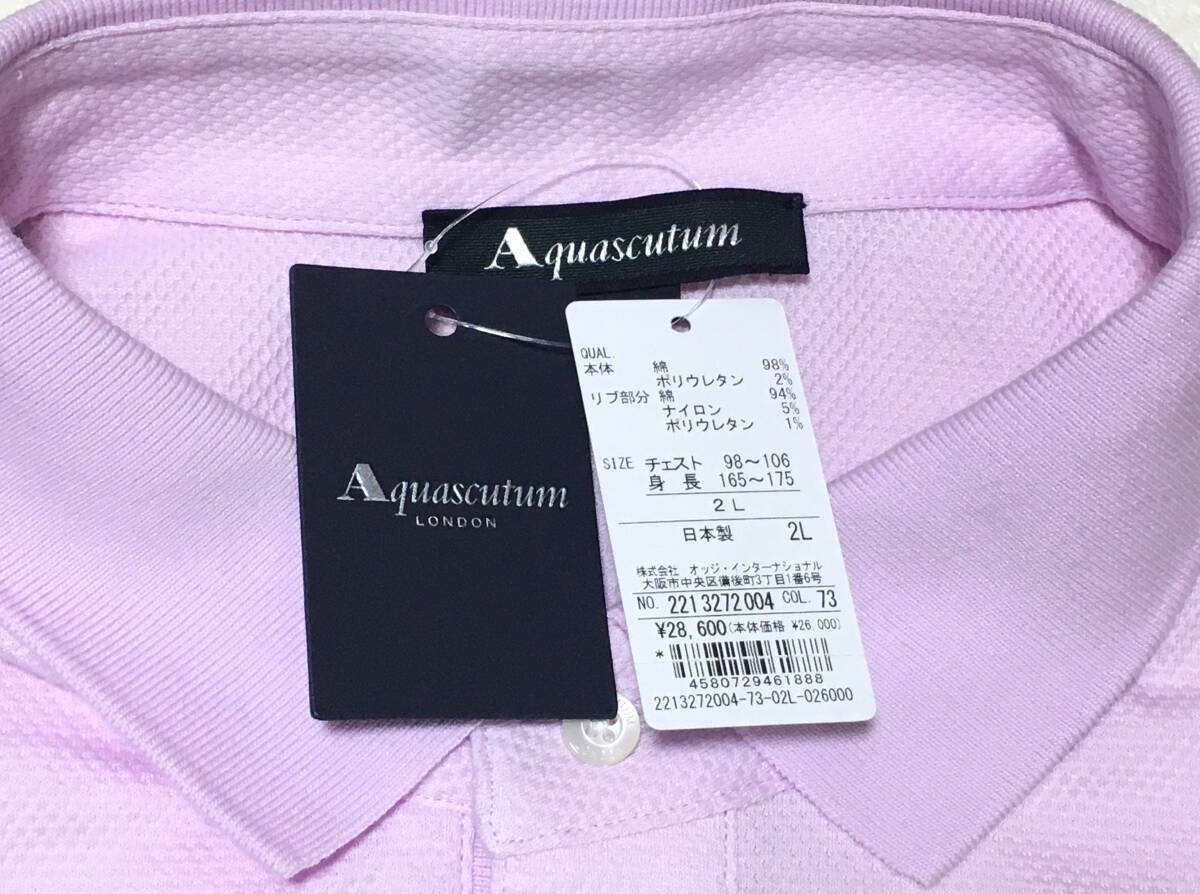 Aquascutum
Aquascutum
LONDON
QUAL.
本体 綿 98%
ポリウレタン 2%
リブ部分 綿 94%
ナイロン 5%
ポリウレタン 1%
SIZE チェスト 98～106
身長 165～175
2L
日本製 2L
株式会社 オッジ・インターナショナル
大阪市中央区備後町3丁目1番6号
NO. 2213272004 COL. 73
¥28,600(本体価格 ¥26,000)
*
4580729461888
2213272004-73-02L-026000